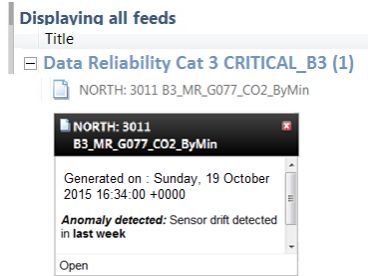 Displaying all feeds
Title
Data Reliability Cat 3 CRITICAL_B3 (1)
NORTH: 3011 B3_MR_G077_CO2_ByMin
NORTH: 3011
B3_MR_G077_CO2_ByMin
Generated on : Sunday, 19 October
2015 16:34:00 +0000
Anomaly detected: Sensor drift detected
in last week
Open